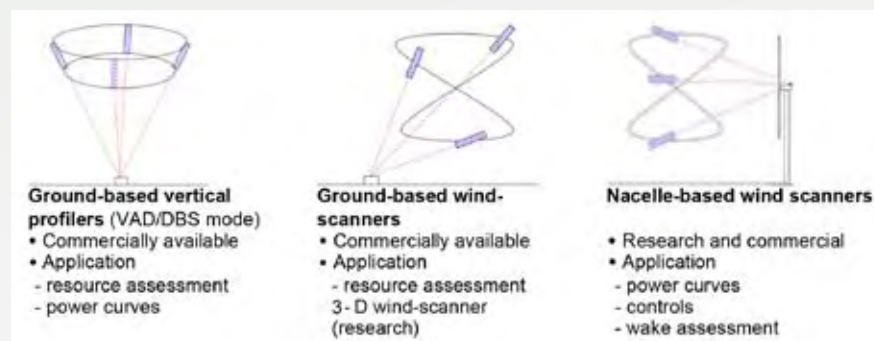 Ground-based vertical
profilers (VAD/DBS mode)
• Commercially available
• Application
- resource assessment
- power curves
Ground-based wind-
scanners
• Commercially available
• Application
- resource assessment
3-D wind-scanner
(research)
Nacelle-based wind scanners
• Research and commercial
• Application
- power curves
- controls
- wake assessment